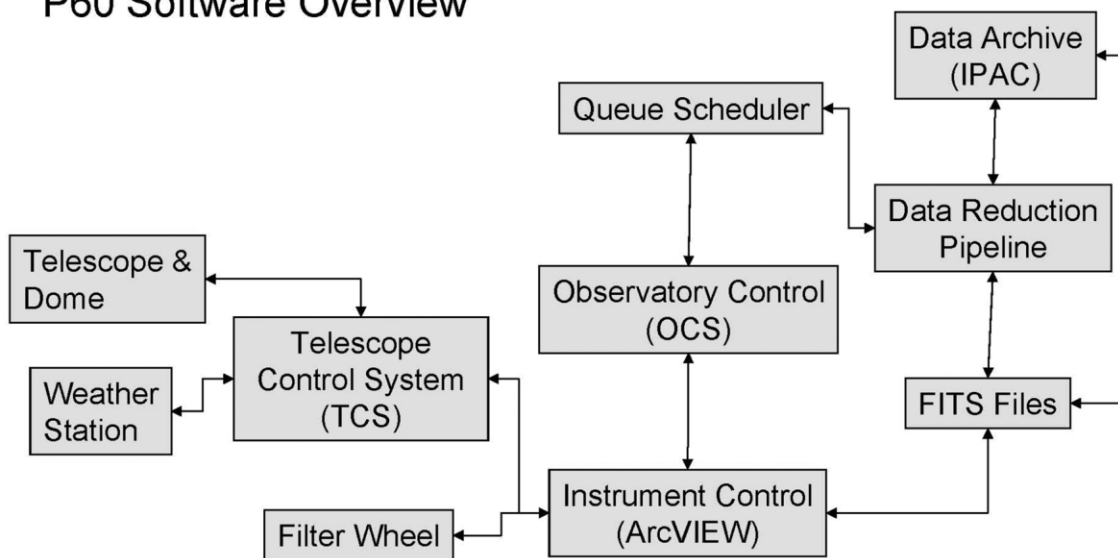 P60 Software Overview
Data Archive
(IPAC)
Queue Scheduler
Data Reduction
Pipeline
Telescope &
Dome
Observatory Control
(OCS)
Telescope
Control System
(TCS)
Weather
Station
FITS Files
Instrument Control
(ArcVIEW)
Filter Wheel